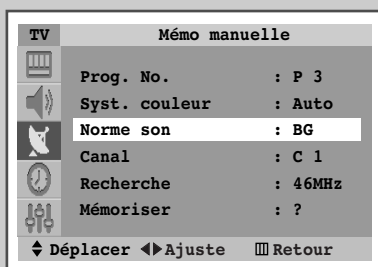 TV Mémo manuelle
Prog. No. : P 3
Syst. couleur : Auto
Norme son : BG
Canal : C 1
Recherche : 46MHz
Mémoriser : ?
Déplacer Ajuste Retour